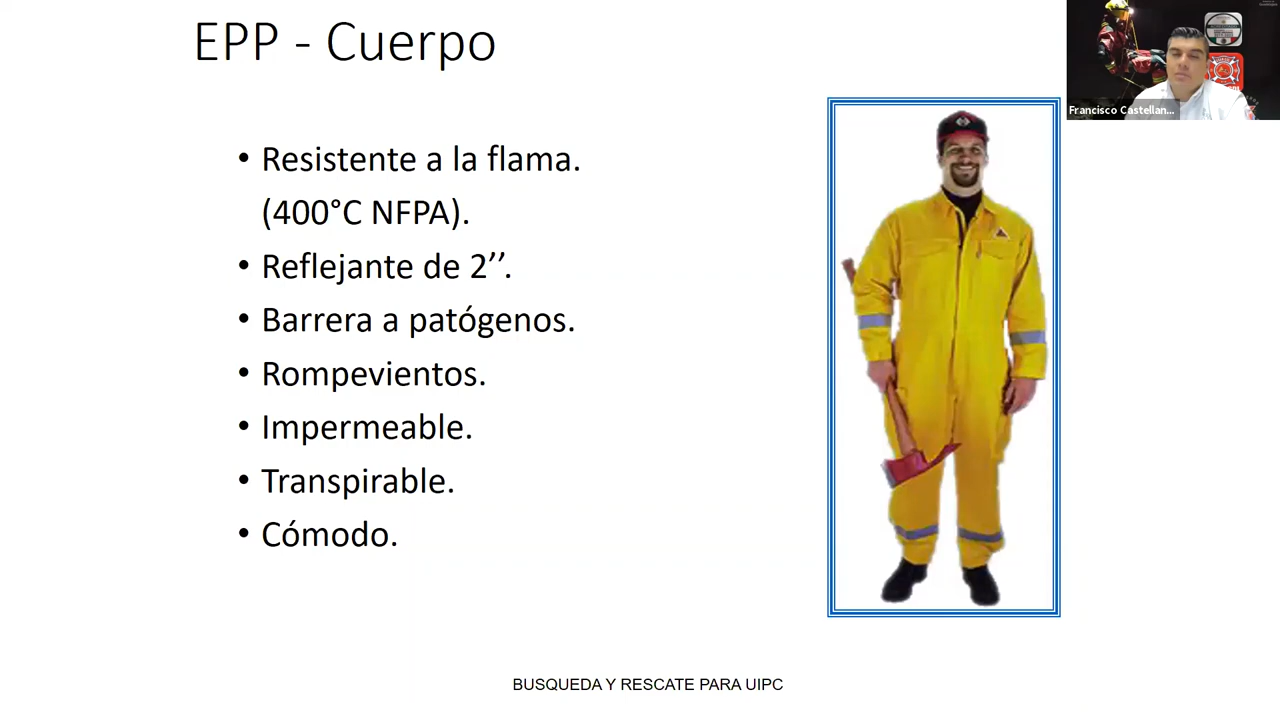 EPP - Cuerpo
Francisco Castellan...
• Resistente a la flama.
(400°C NFPA).
• Reflejante de 2’’.
• Barrera a patógenos.
• Rompevientos.
• Impermeable.
• Transpirable.
• Cómodo.
BUSQUEDA Y RESCATE PARA UIPC